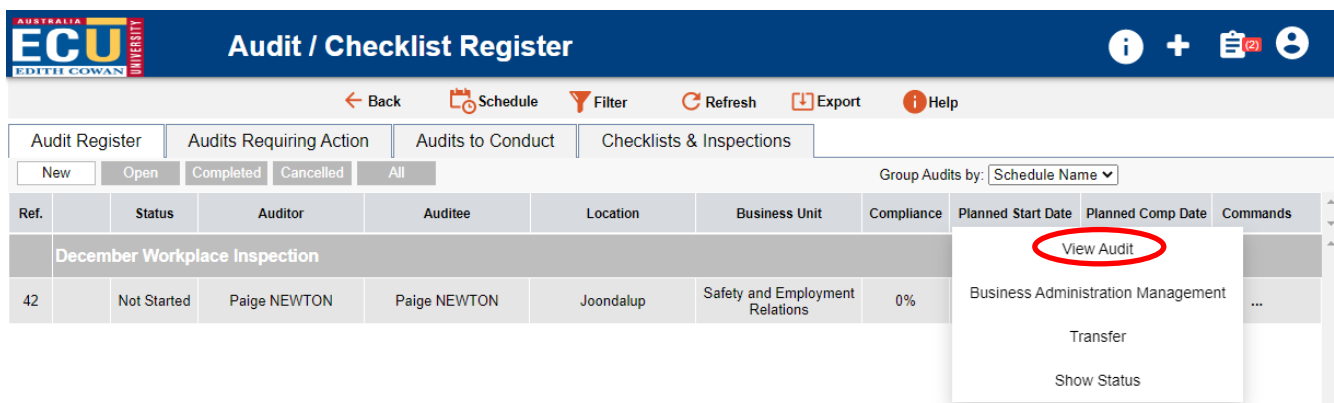 AUSTRALIA
ECU
EDITH COWAN
UNIVERSITY
Audit / Checklist Register
i
(2)
Back Schedule Filter Refresh Export Help
Audit Register Audits Requiring Action Audits to Conduct Checklists & Inspections
New Open Completed Cancelled All Group Audits by: Schedule Name
Ref. Status Auditor Auditee Location Business Unit Compliance Planned Start Date Planned Comp Date Commands
View Audit
December Workplace Inspection
42 Not Started Paige NEWTON Paige NEWTON Joondalup Safety and Employment Relations 0% Business Administration Management ...
Transfer
Show Status